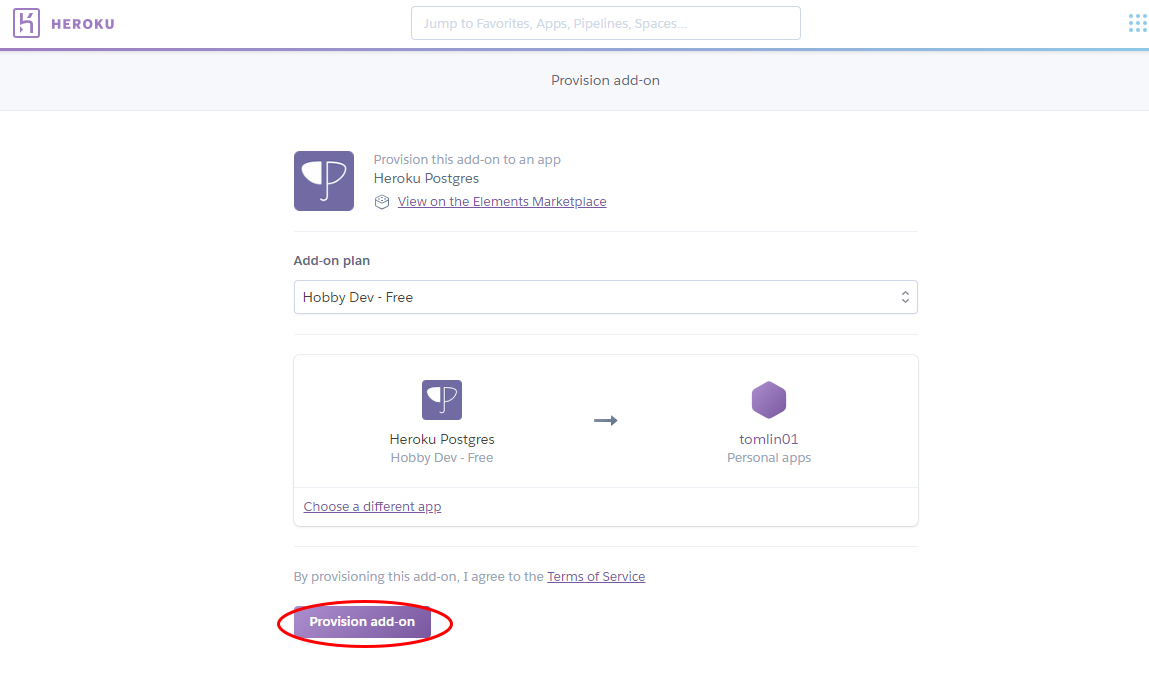 HEROKU
Jump to Favorites, Apps, Pipelines, Spaces...
Provision add-on
Provision this add-on to an app
Heroku Postgres
View on the Elements Marketplace
Add-on plan
Hobby Dev - Free
Heroku Postgres
Hobby Dev - Free
tomlin01
Personal apps
Choose a different app
By provisioning this add-on, I agree to the Terms of Service
Provision add-on